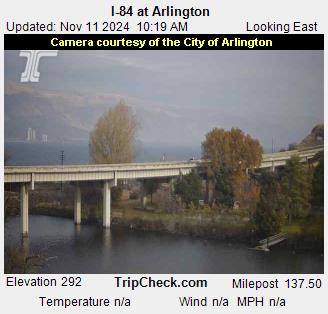 I-84 at Arlington
Updated: Nov 11 2024 10:19 AM Looking East
Camera courtesy of the City of Arlington
Elevation 292 TripCheck.com Milepost 137.50
Temperature n/a Wind n/a MPH n/a